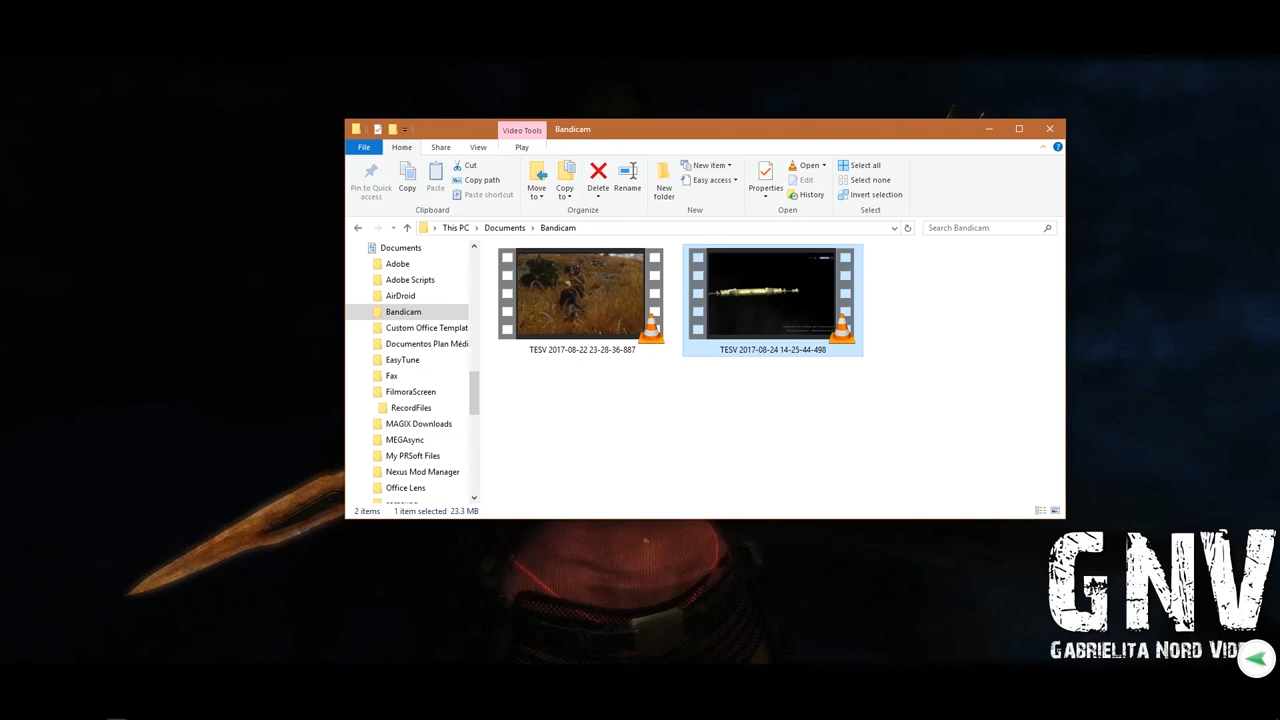 Video Tools Bandicam
File Home Share View Play
Pin to Quick access
Copy
Paste
Cut
Copy path
Paste shortcut
Clipboard
Move to
Copy to
Delete
Rename
Organize
New folder
New item
Easy access
New
Properties
Open
Edit
History
Open
Select all
Select none
Invert selection
Select
This PC Documents Bandicam
Search Bandicam
Documents
Adobe
Adobe Scripts
AirDroid
Bandicam
Custom Office Templat
Documentos Plan Médi
EasyTune
Fax
FilmoraScreen
RecordFiles
MAGIX Downloads
MEGAsync
My PRSoft Files
Nexus Mod Manager
Office Lens
TESV 2017-08-22 23-28-36-887
TESV 2017-08-24 14-25-44-498
2 items 1 item selected 23.3 MB
GNV
GABRIELITA NORD